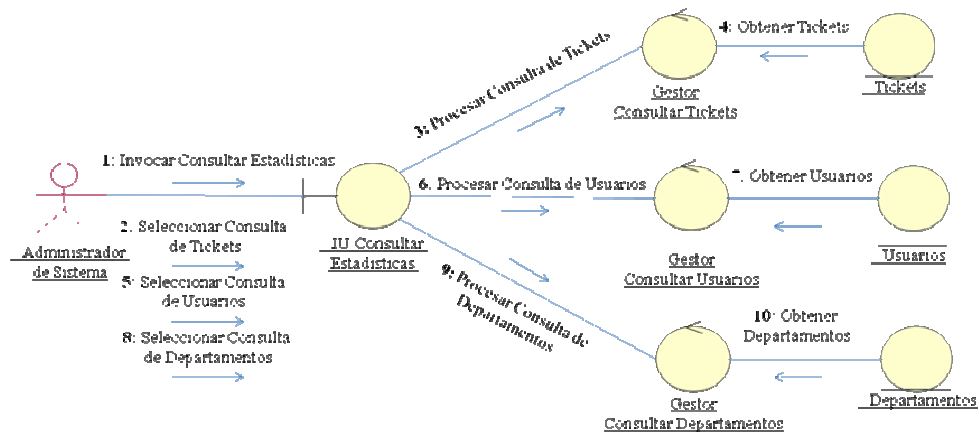 4: Obtener Tickets
3: Procesar Consulta de Tickets
Gestor
Consultar Tickets
Tickets
1: Invocar Consultar Estadísticas
6. Procesar Consulta de Usuarios
7. Obtener Usuarios
Administrador
de Sistema
2. Seleccionar Consulta
de Tickets
IU Consultar
Estadísticas
Gestor
Consultar Usuarios
Usuarios
5: Seleccionar Consulta
de Usuarios
9: Procesar Consulta de
Departamentos
8: Seleccionar Consulta
de Departamentos
10: Obtener
Departamentos
Gestor
Consultar Departamentos
Departamentos